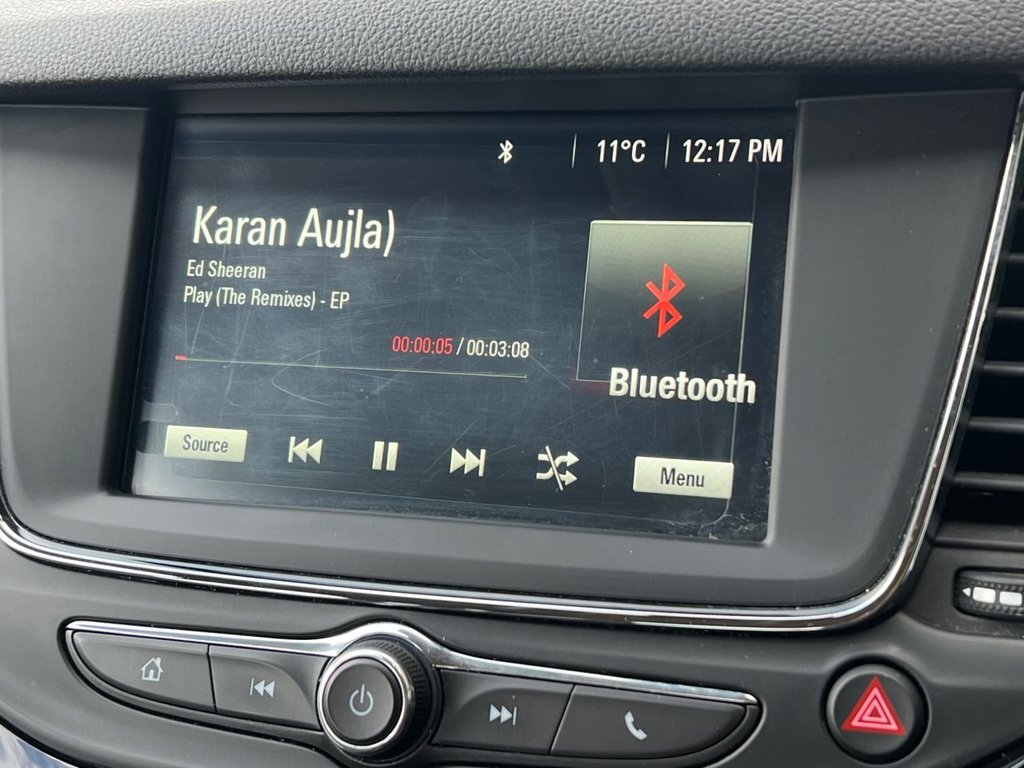 11°C | 12:17 PM
Karan Aujla)
Ed Sheeran
Play (The Remixes) - EP
00:00:05 / 00:03:08
Bluetooth
Source
Menu